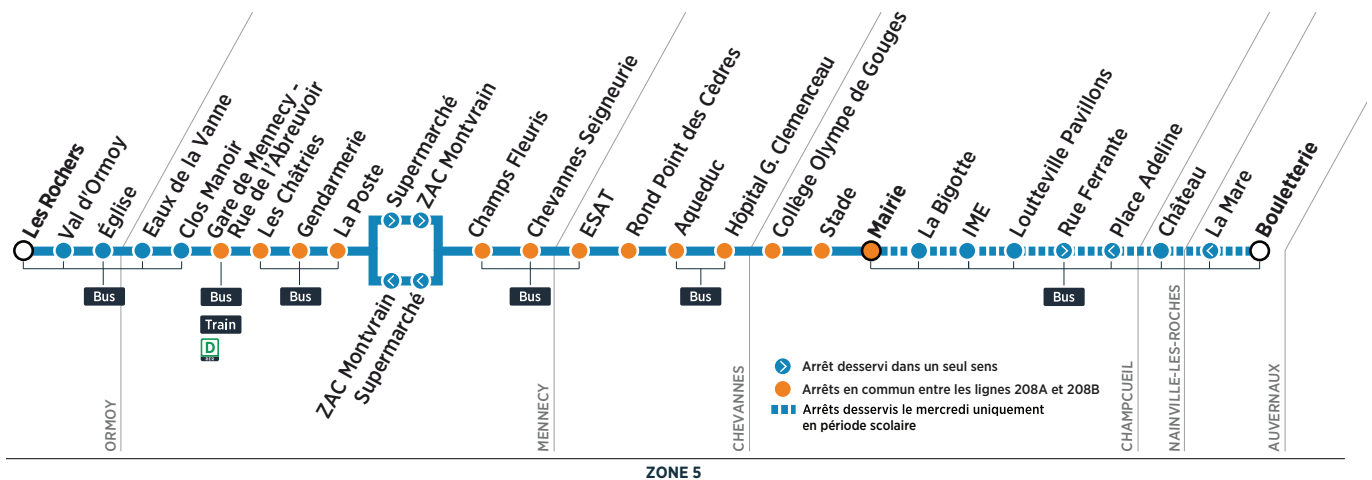 Les Rochers
Val d'Ormoy
Église
Eaux de la Vanne
Clos Manoir
Gare de Mennecy -
Rue de l'Abreuvoir
Les Châtries
Gendarmerie
La Poste
Supermarché
ZAC Montvrain
ZAC Montvrain
Supermarché
Champs Fleuris
Chevannes Seigneurie
ESAT
Rond Point des Cèdres
Aqueduc
Hôpital G. Clemenceau
Collège Olympe de Gouges
Stade
Mairie
La Bigotte
IME
Loutteville Pavillons
Rue Ferrante
Place Adeline
Château
La Mare
Bouletterie
Bus
Bus
Train
D
RER
Bus
Bus
Bus
Bus
Arrêt desservi dans un seul sens
Arrêts en commun entre les lignes 208A et 208B
Arrêts desservis le mercredi uniquement
en période scolaire
ORMOY
MENNECY
CHEVANNES
CHAMPCUEIL
NAINVILLE-LES-ROCHES
AUVERNAUX
ZONE 5